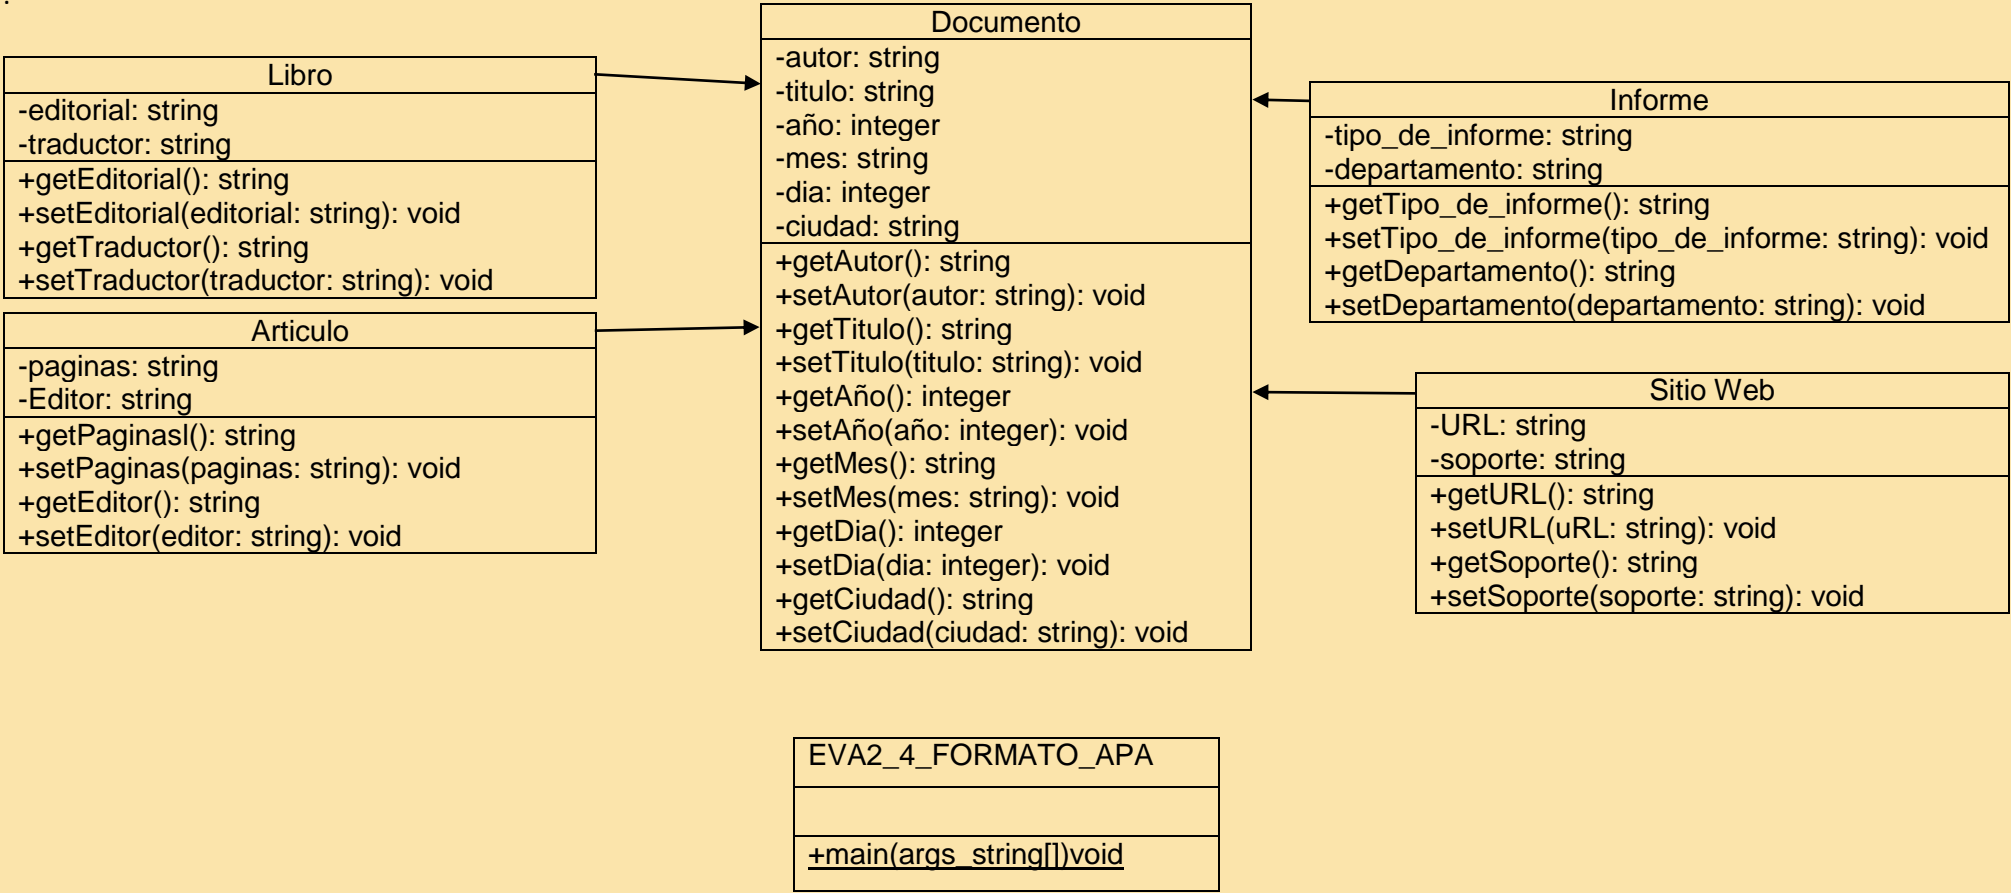 .
Libro
-editorial: string
-traductor: string
+getEditorial(): string
+setEditorial(editorial: string): void
+getTraductor(): string
+setTraductor(traductor: string): void
Articulo
-paginas: string
-Editor: string
+getPaginasl(): string
+setPaginas(paginas: string): void
+getEditor(): string
+setEditor(editor: string): void
Documento
-autor: string
-titulo: string
-año: integer
-mes: string
-dia: integer
-ciudad: string
+getAutor(): string
+setAutor(autor: string): void
+getTitulo(): string
+setTitulo(titulo: string): void
+getAño(): integer
+setAño(año: integer): void
+getMes(): string
+setMes(mes: string): void
+getDia(): integer
+setDia(dia: integer): void
+getCiudad(): string
+setCiudad(ciudad: string): void
Informe
-tipo_de_informe: string
-departamento: string
+getTipo_de_informe(): string
+setTipo_de_informe(tipo_de_informe: string): void
+getDepartamento(): string
+setDepartamento(departamento: string): void
Sitio Web
-URL: string
-soporte: string
+getURL(): string
+setURL(uRL: string): void
+getSoporte(): string
+setSoporte(soporte: string): void
EVA2_4_FORMATO_APA
+main(args_string[])void